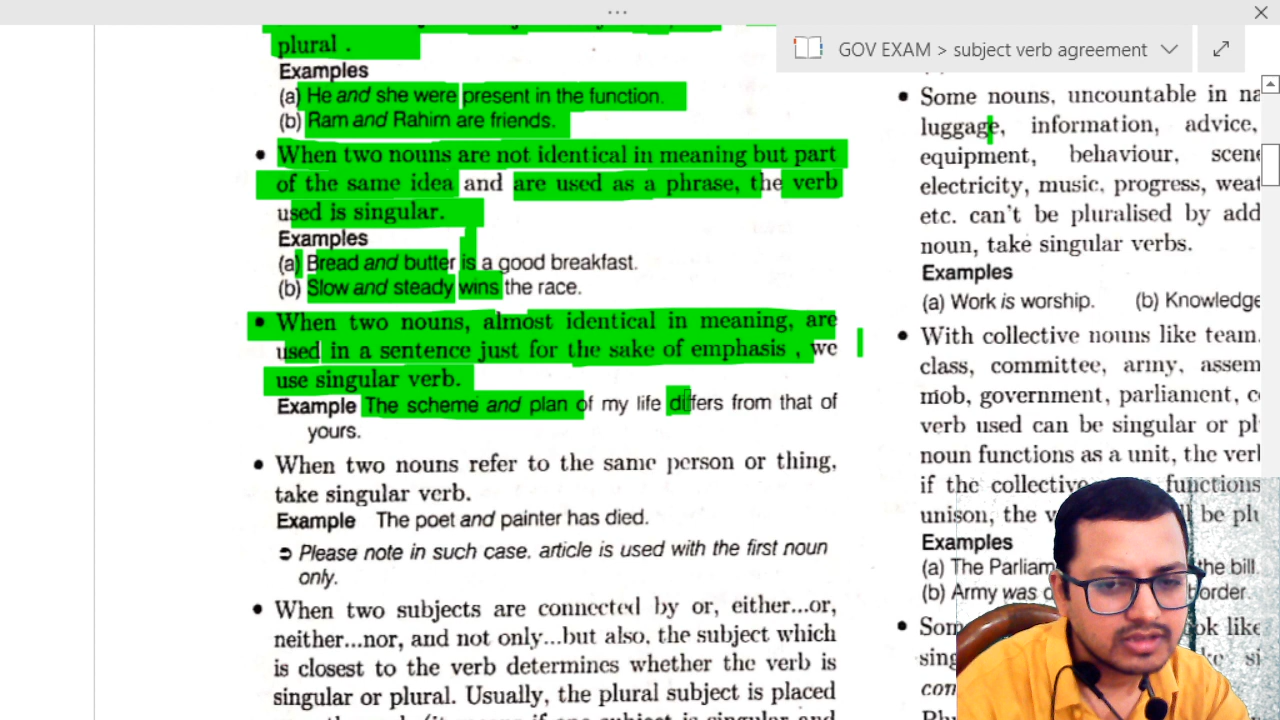 GOV EXAM > subject verb agreement
plural .
Examples
(a) He and she were present in the function.
(b) Ram and Rahim are friends.
• When two nouns are not identical in meaning but part
of the same idea and are used as a phrase, the verb
used is singular.
Examples
(a) Bread and butter is a good breakfast.
(b) Slow and steady wins the race.
• When two nouns, almost identical in meaning, are
used in a sentence just for the sake of emphasis , we
use singular verb.
Example The scheme and plan of my life differs from that of
yours.
• When two nouns refer to the same person or thing,
take singular verb.
Example The poet and painter has died.
➲ Please note in such case. article is used with the first noun
only.
• When two subjects are connected by or, either...or,
neither...nor, and not only...but also, the subject which
is closest to the verb determines whether the verb is
singular or plural. Usually, the plural subject is placed
• Some nouns, uncountable in
luggage, information, advice,
equipment, behaviour,
electricity, music, progress,
etc. can't be pluralised by
noun, take singular verbs.
Examples
(a) Work is worship. (b) Knowledge
• With collective nouns like team.
class, committee, army,
mob, government, parliament,
verb used can be singular or
noun functions as a unit, the
if the collective functions
unison, the be
Examples
(a) The the bill.
(b) Army was border.
•